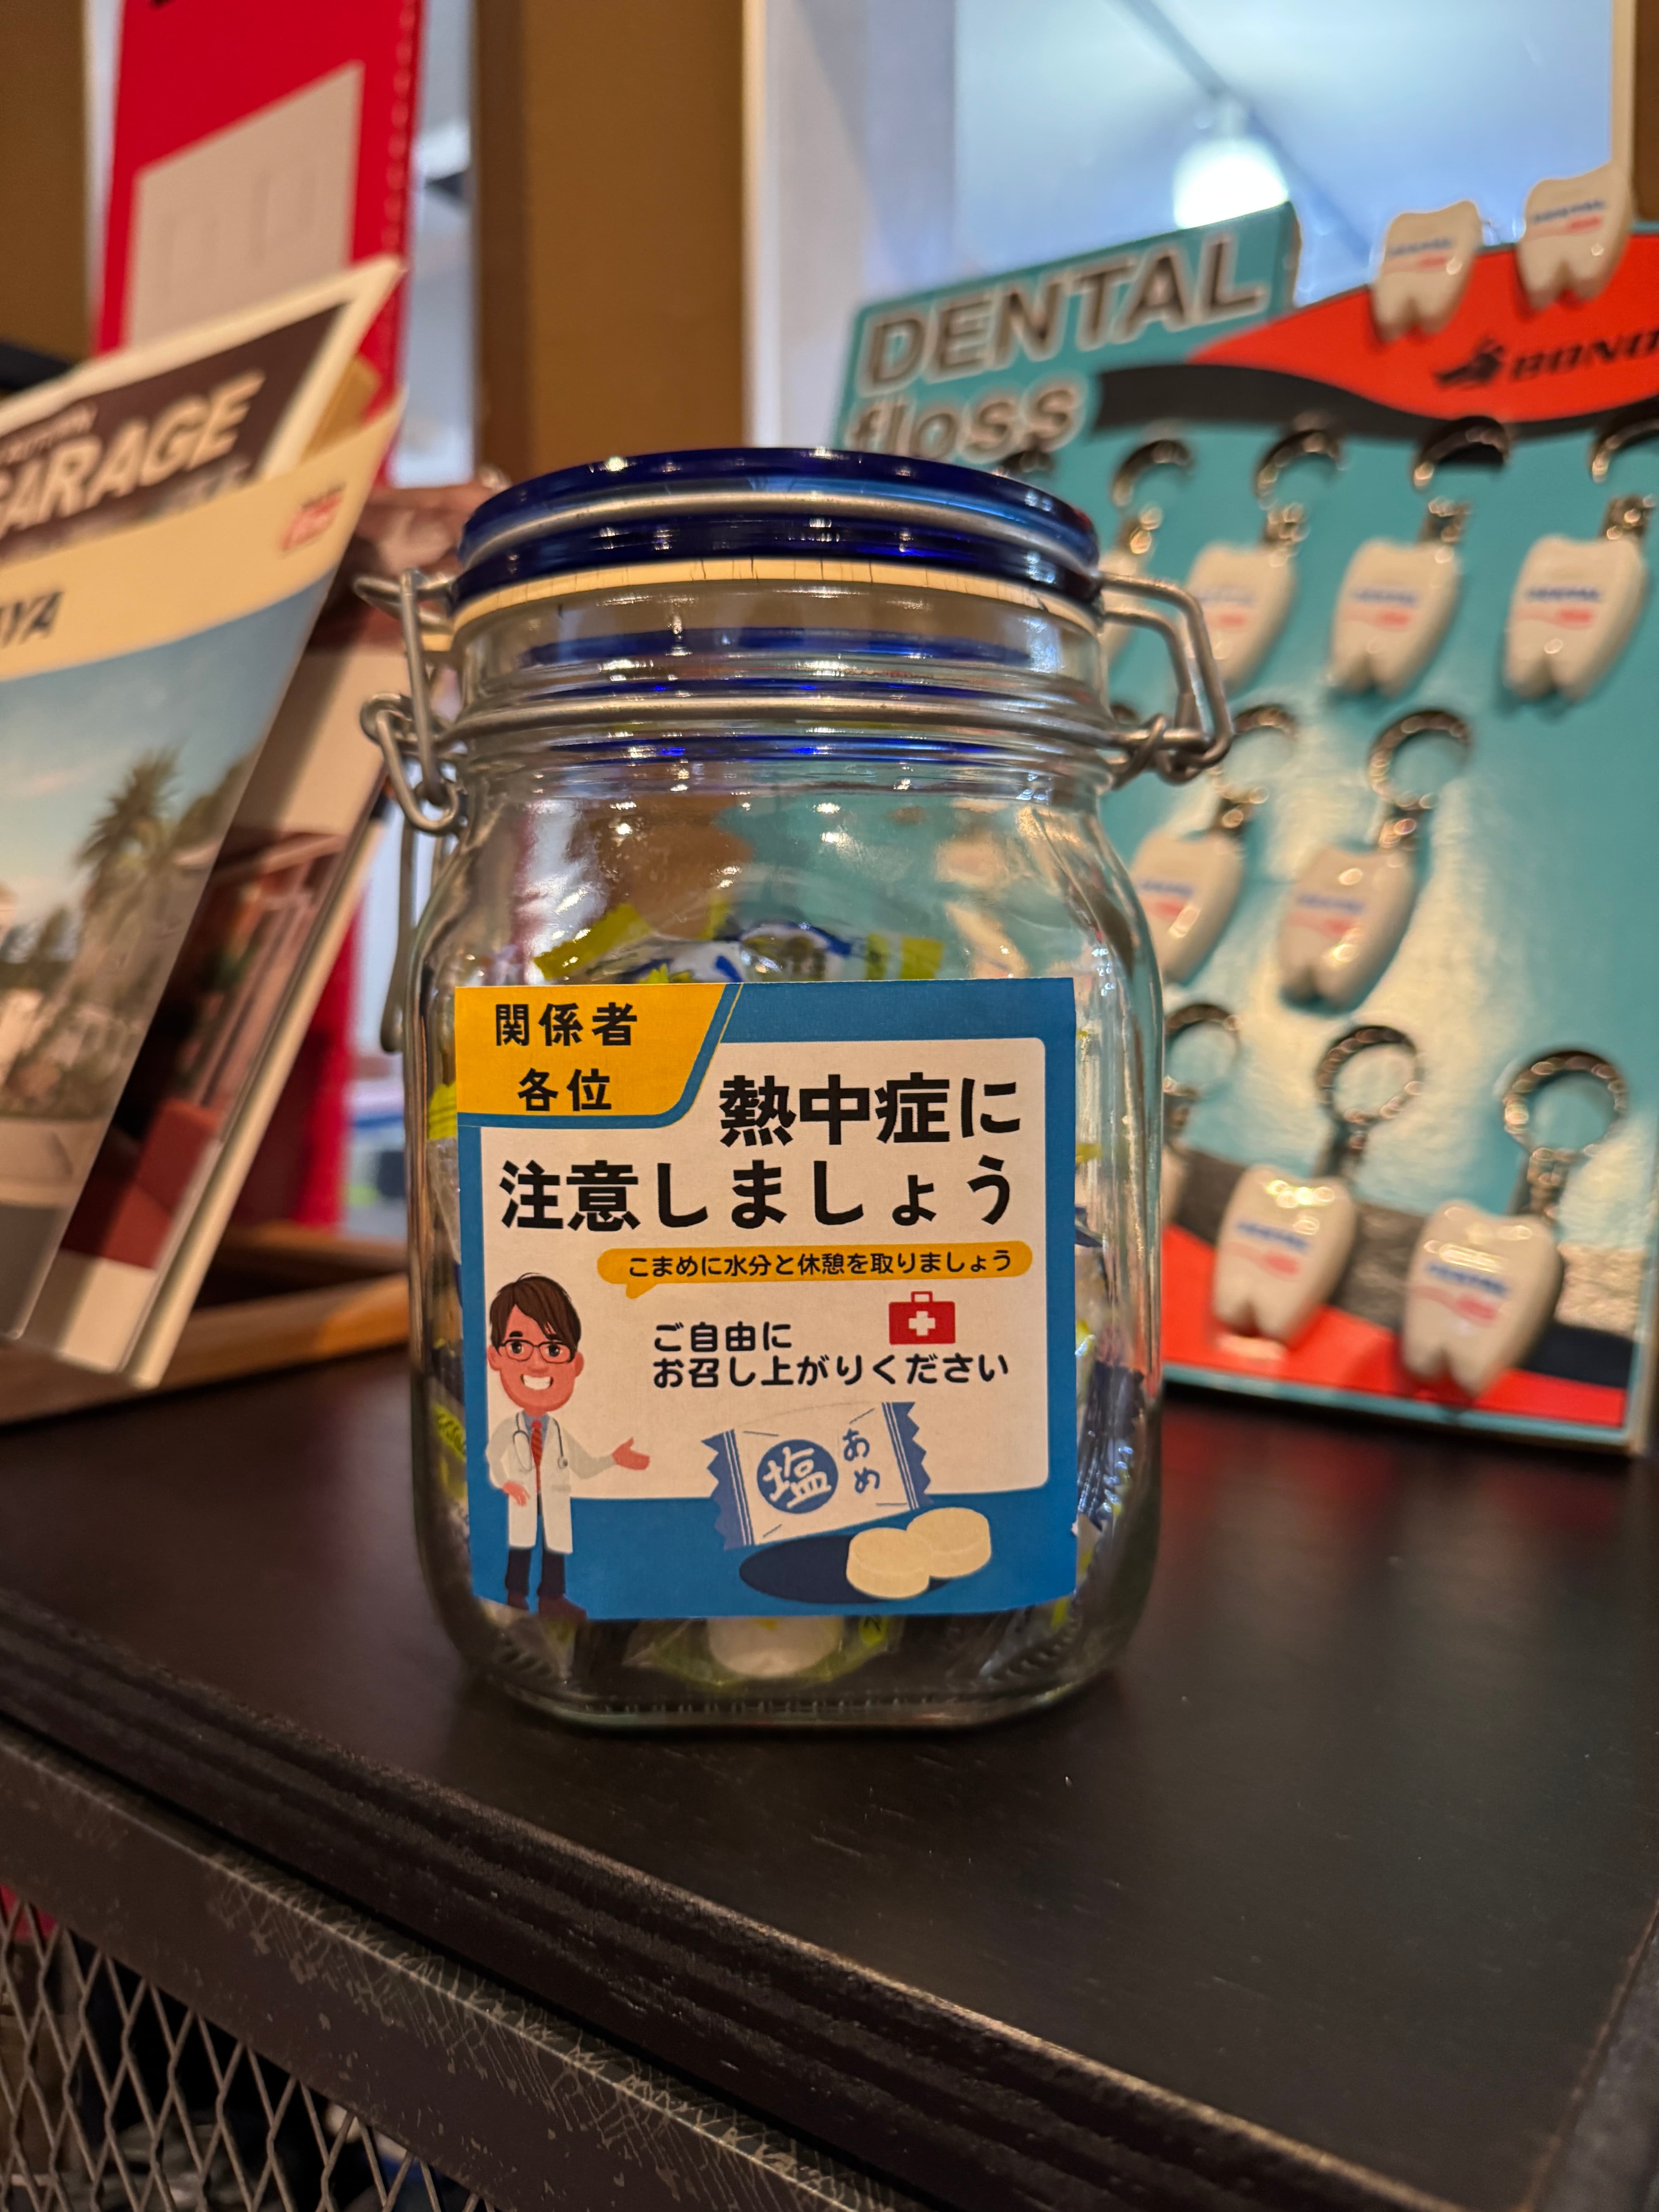 GARAGE
DENTAL
floss
関係者
各位
熱中症に
注意しましょう
こまめに水分と休憩を取りましょう
ご自由に
お召し上がりください
塩
あめ